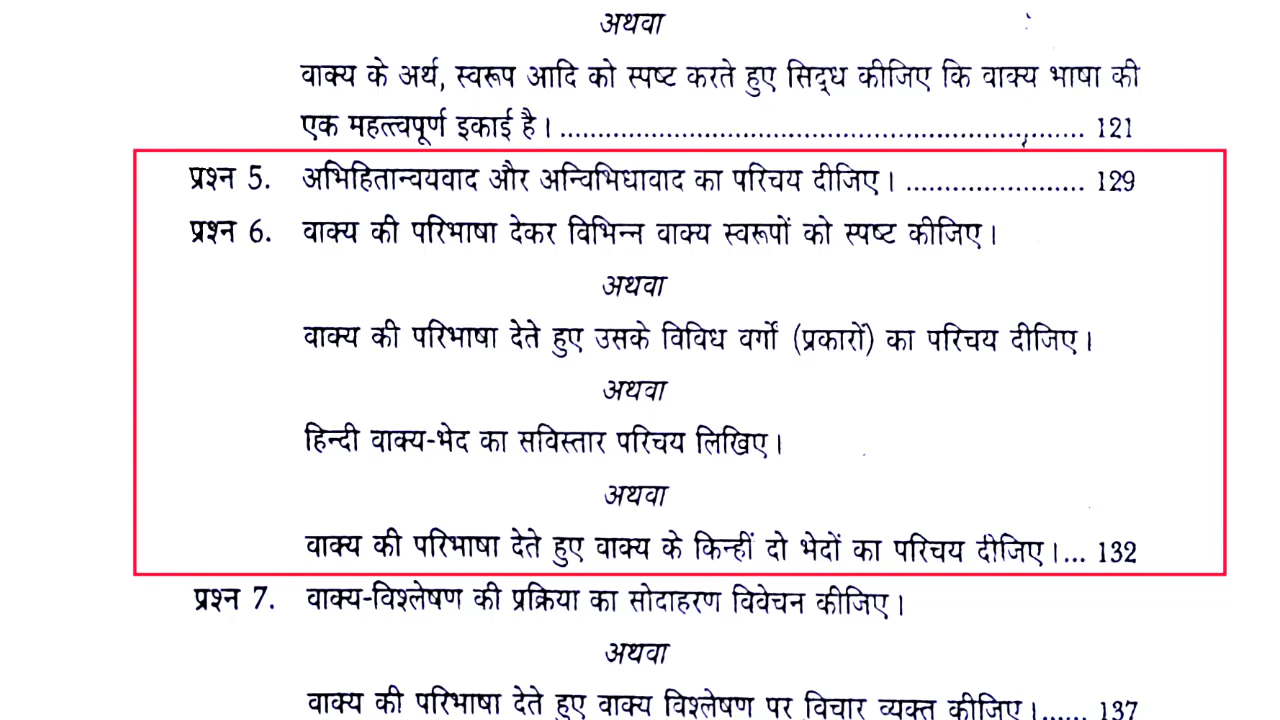 अथवा
वाक्य के अर्थ, स्वरूप आदि को स्पष्ट करते हुए सिद्ध कीजिए कि वाक्य भाषा की
एक महत्त्वपूर्ण इकाई है। ............................................................................ 121
प्रश्न 5. अभिहितान्वयवाद और अन्विभिधावाद का परिचय दीजिए। ......................... 129
प्रश्न 6. वाक्य की परिभाषा देकर विभिन्न वाक्य स्वरूपों को स्पष्ट कीजिए।
अथवा
वाक्य की परिभाषा देते हुए उसके विविध वर्गों (प्रकारों) का परिचय दीजिए।
अथवा
हिन्दी वाक्य-भेद का सविस्तार परिचय लिखिए।
अथवा
वाक्य की परिभाषा देते हुए वाक्य के किन्हीं दो भेदों का परिचय दीजिए।... 132
प्रश्न 7. वाक्य-विश्लेषण की प्रक्रिया का सोदाहरण विवेचन कीजिए।
अथवा
वाक्य की परिभाषा देते हुए वाक्य विश्लेषण पर विचार व्यक्त कीजिए।...... 137